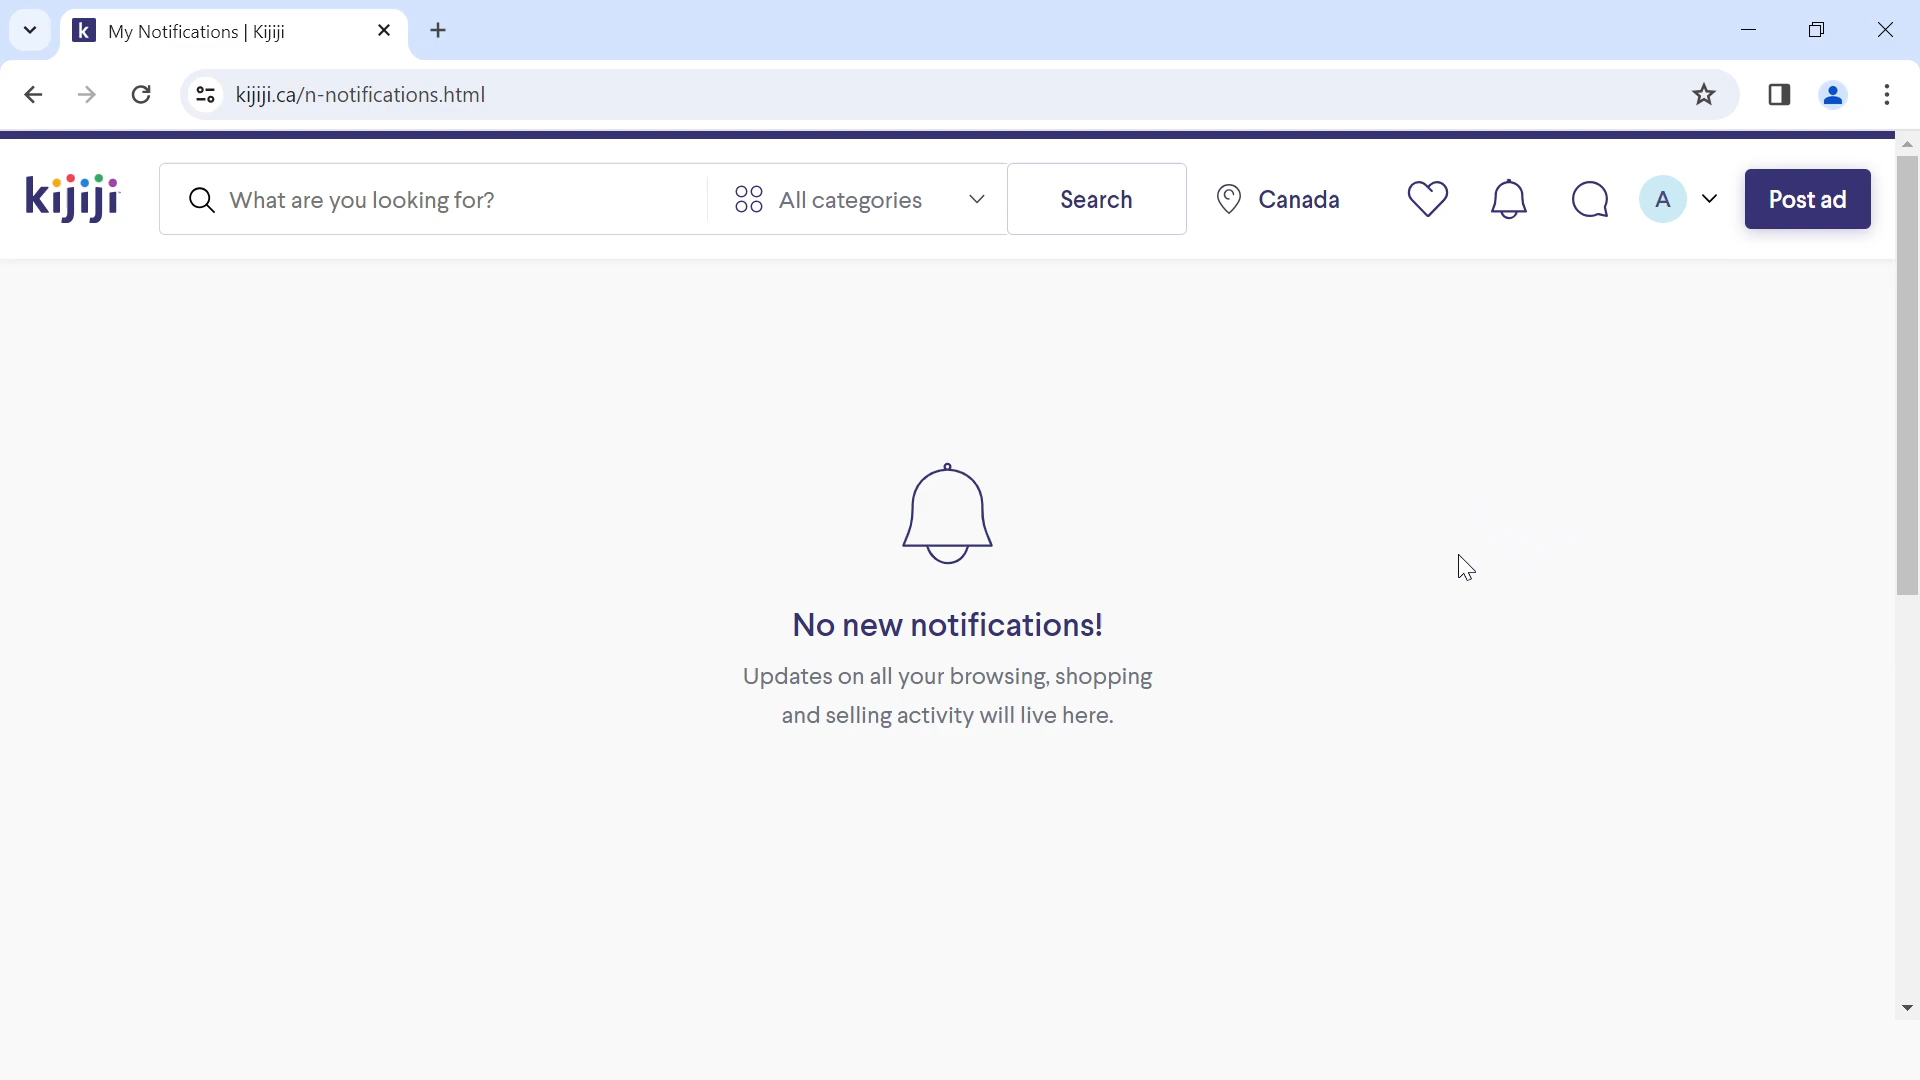 My Notifications | Kijiji
kijiji.ca/n-notifications.html
kijiji
What are you looking for?
All categories
Search
Canada
A
Post ad
No new notifications!
Updates on all your browsing, shopping
and selling activity will live here.